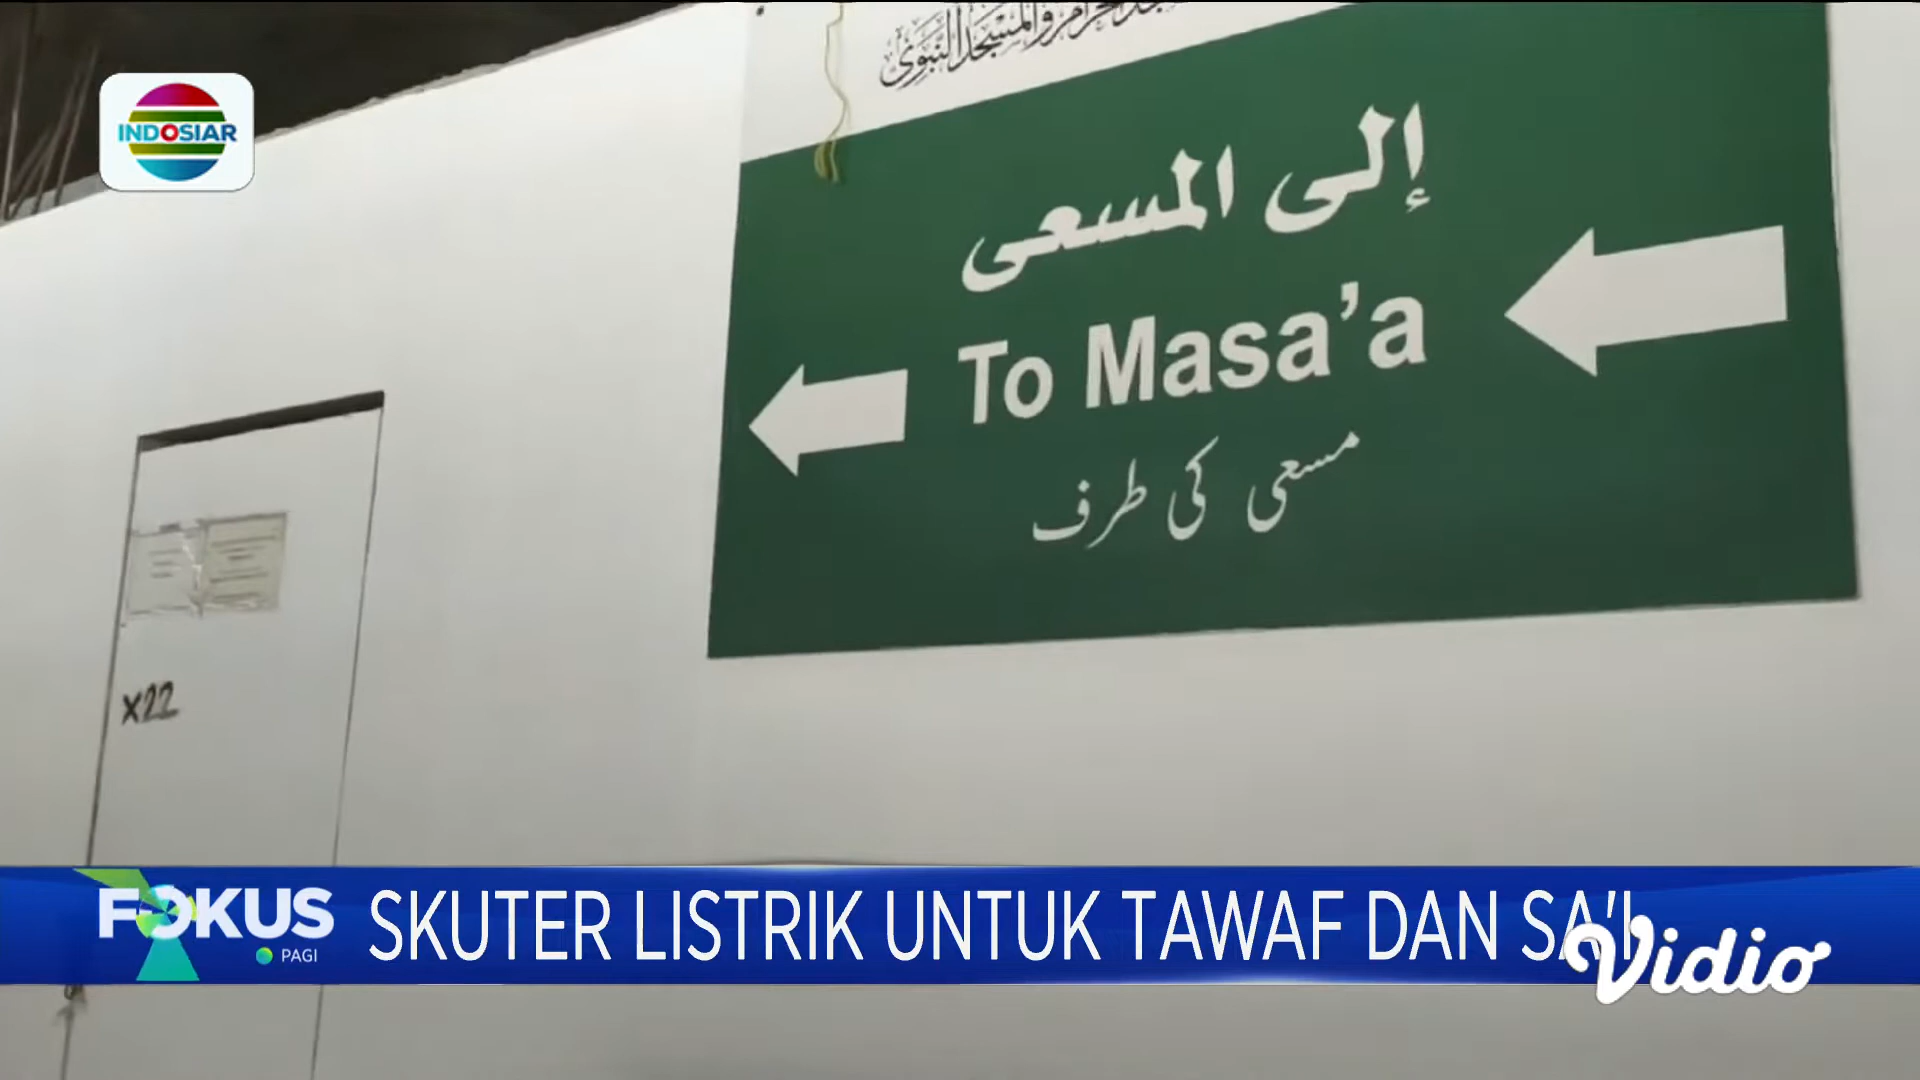 المسجد الحرام والمسجد النبوي
INDOSIAR
إلى المسعى
To Masa'a
مسعی کی طرف
x22
FOKUS
PAGI
SKUTER LISTRIK UNTUK TAWAF DAN SA'I
Vidio